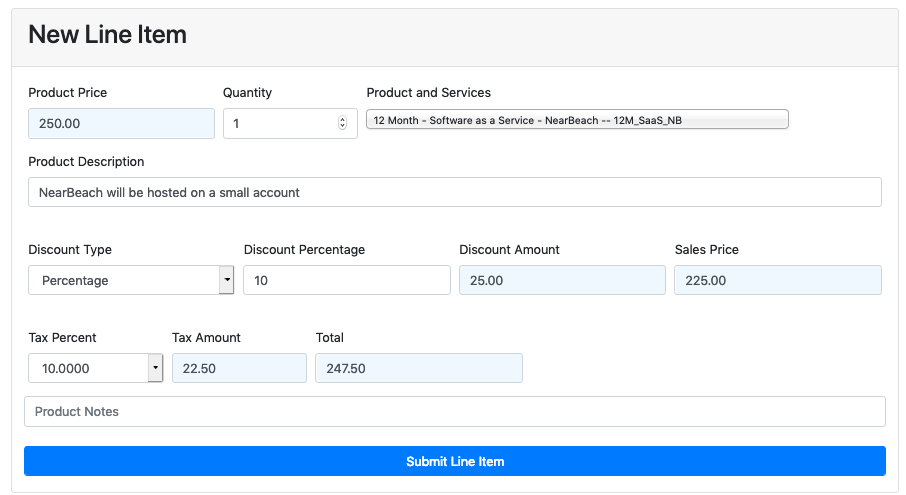 New Line Item
Product Price Quantity Product and Services
250.00 1 12 Month - Software as a Service - NearBeach -- 12M_SaaS_NB
Product Description
NearBeach will be hosted on a small account
Discount Type Discount Percentage Discount Amount Sales Price
Percentage 10 25.00 225.00
Tax Percent Tax Amount Total
10.0000 22.50 247.50
Product Notes
Submit Line Item